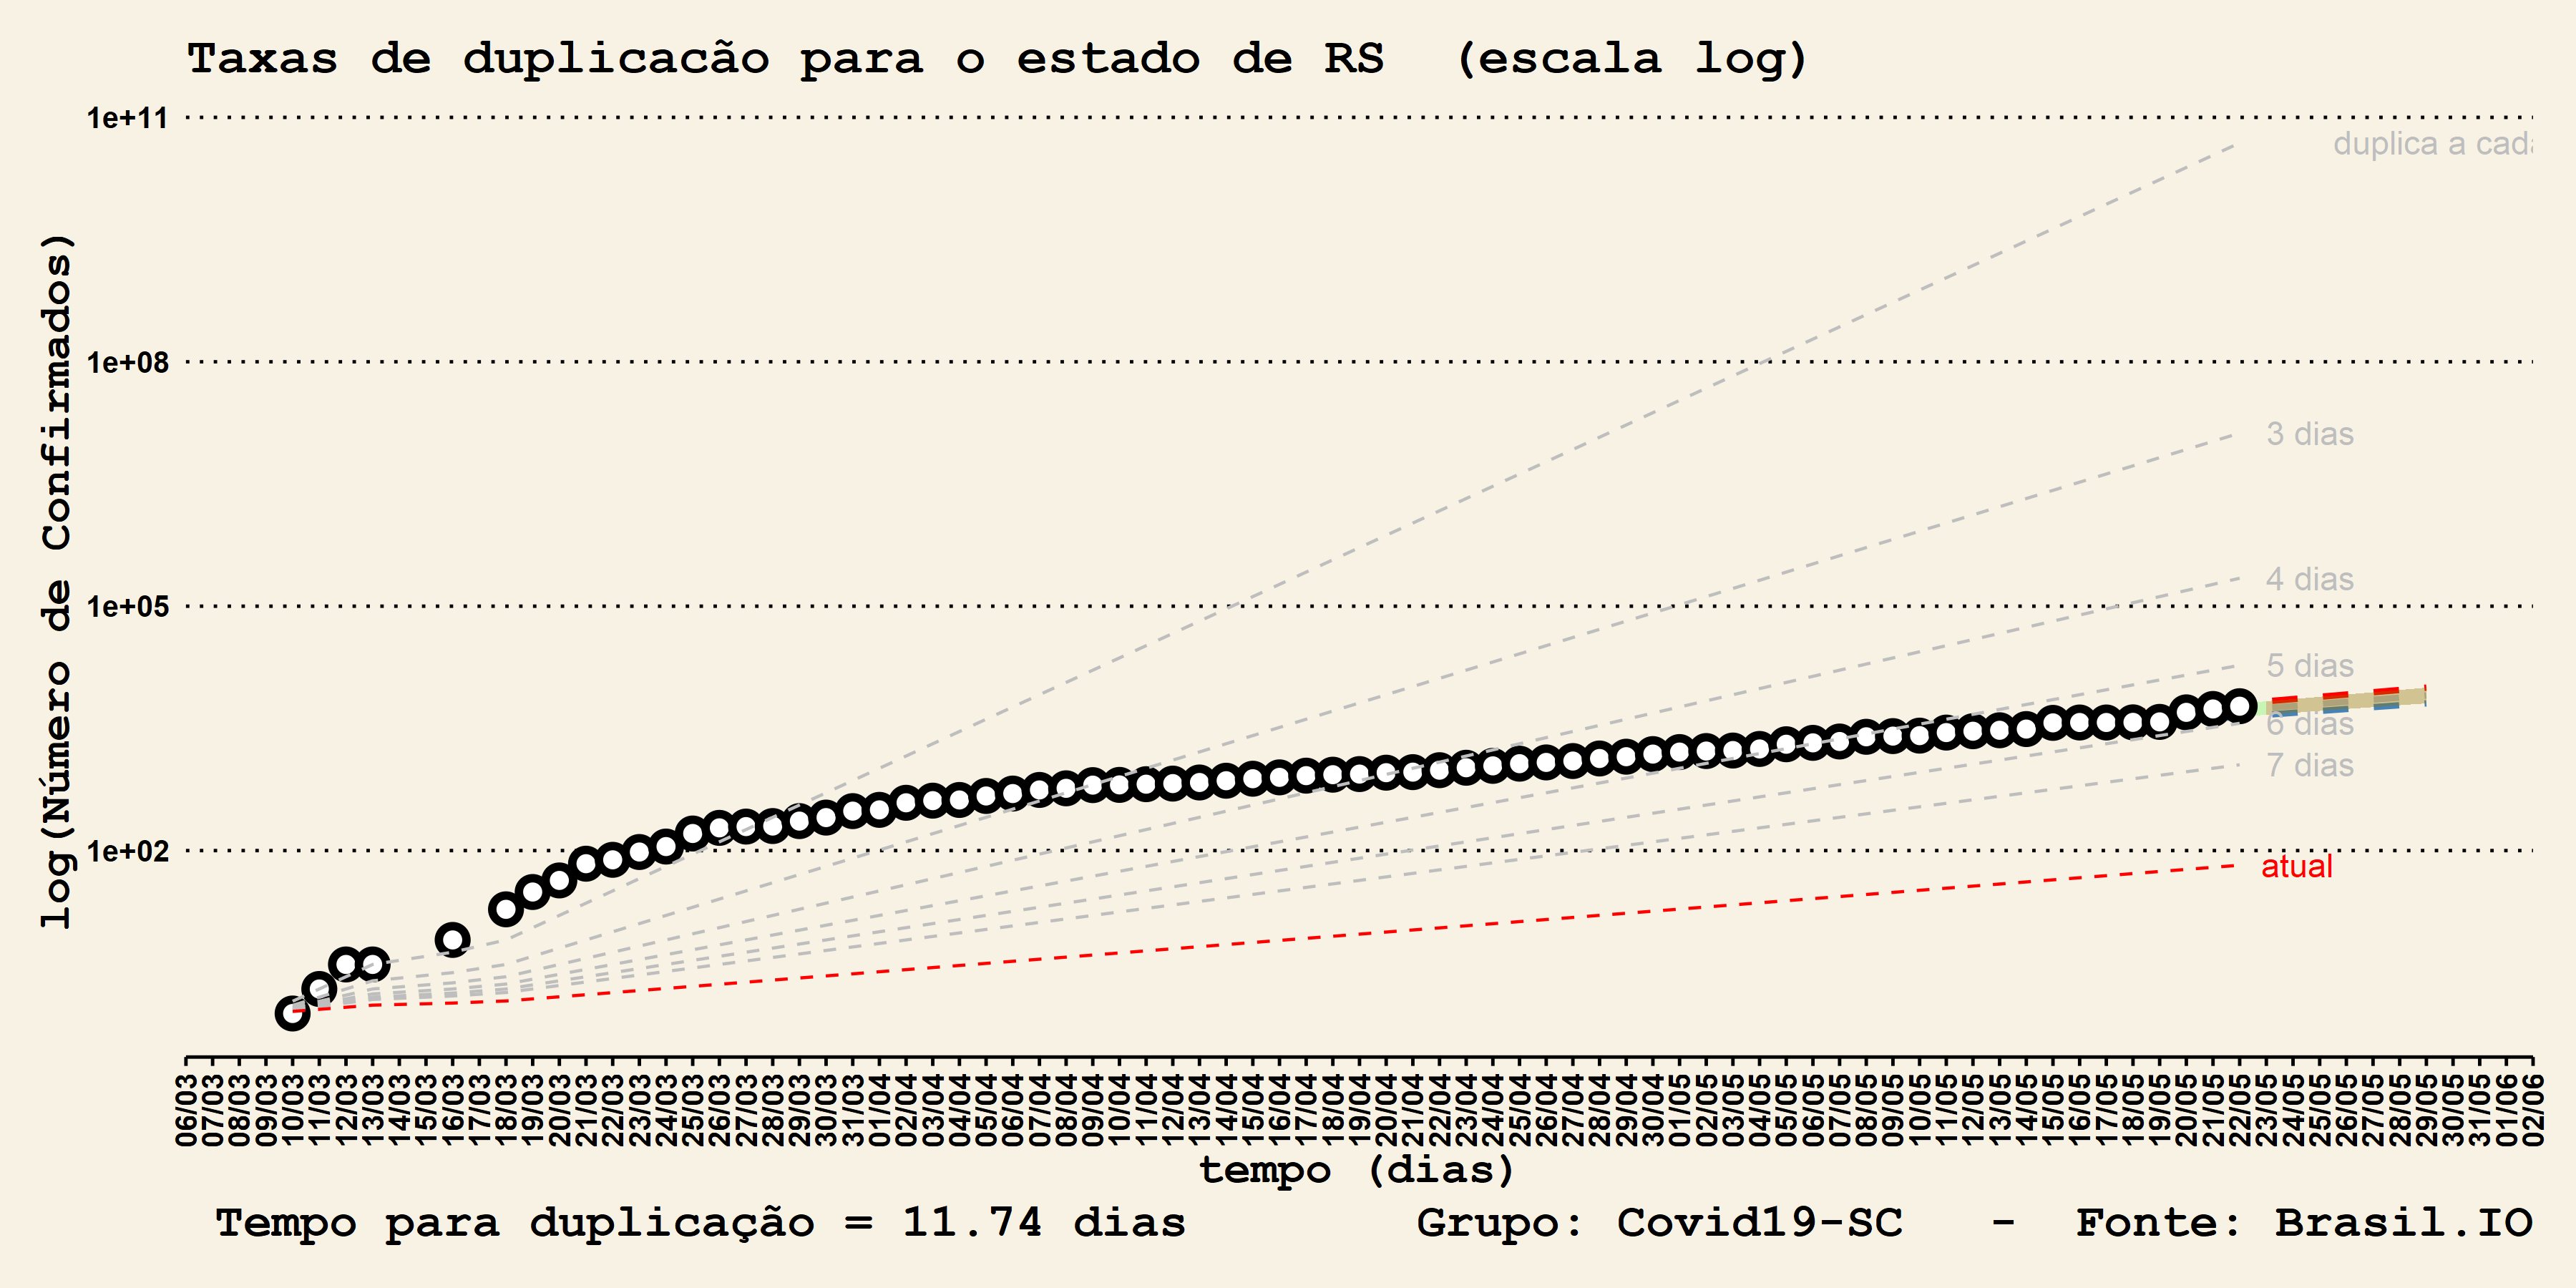 Taxas de duplicacão para o estado de RS  (escala log)
log(Número de Confirmados)
1e+11
1e+08
1e+05
1e+02
duplica a cada
3 dias
4 dias
5 dias
6 dias
7 dias
atual
06/03 07/03 08/03 09/03 10/03 11/03 12/03 13/03 14/03 15/03 16/03 17/03 18/03 19/03 20/03 21/03 22/03 23/03 24/03 25/03 26/03 27/03 28/03 29/03 30/03 31/03 01/04 02/04 03/04 04/04 05/04 06/04 07/04 08/04 09/04 10/04 11/04 12/04 13/04 14/04 15/04 16/04 17/04 18/04 19/04 20/04 21/04 22/04 23/04 24/04 25/04 26/04 27/04 28/04 29/04 30/04 01/05 02/05 03/05 04/05 05/05 06/05 07/05 08/05 09/05 10/05 11/05 12/05 13/05 14/05 15/05 16/05 17/05 18/05 19/05 20/05 21/05 22/05 23/05 24/05 25/05 26/05 27/05 28/05 29/05 30/05 31/05 01/06 02/06
tempo (dias)
Tempo para duplicação = 11.74 dias
Grupo: Covid19-SC - Fonte: Brasil.IO